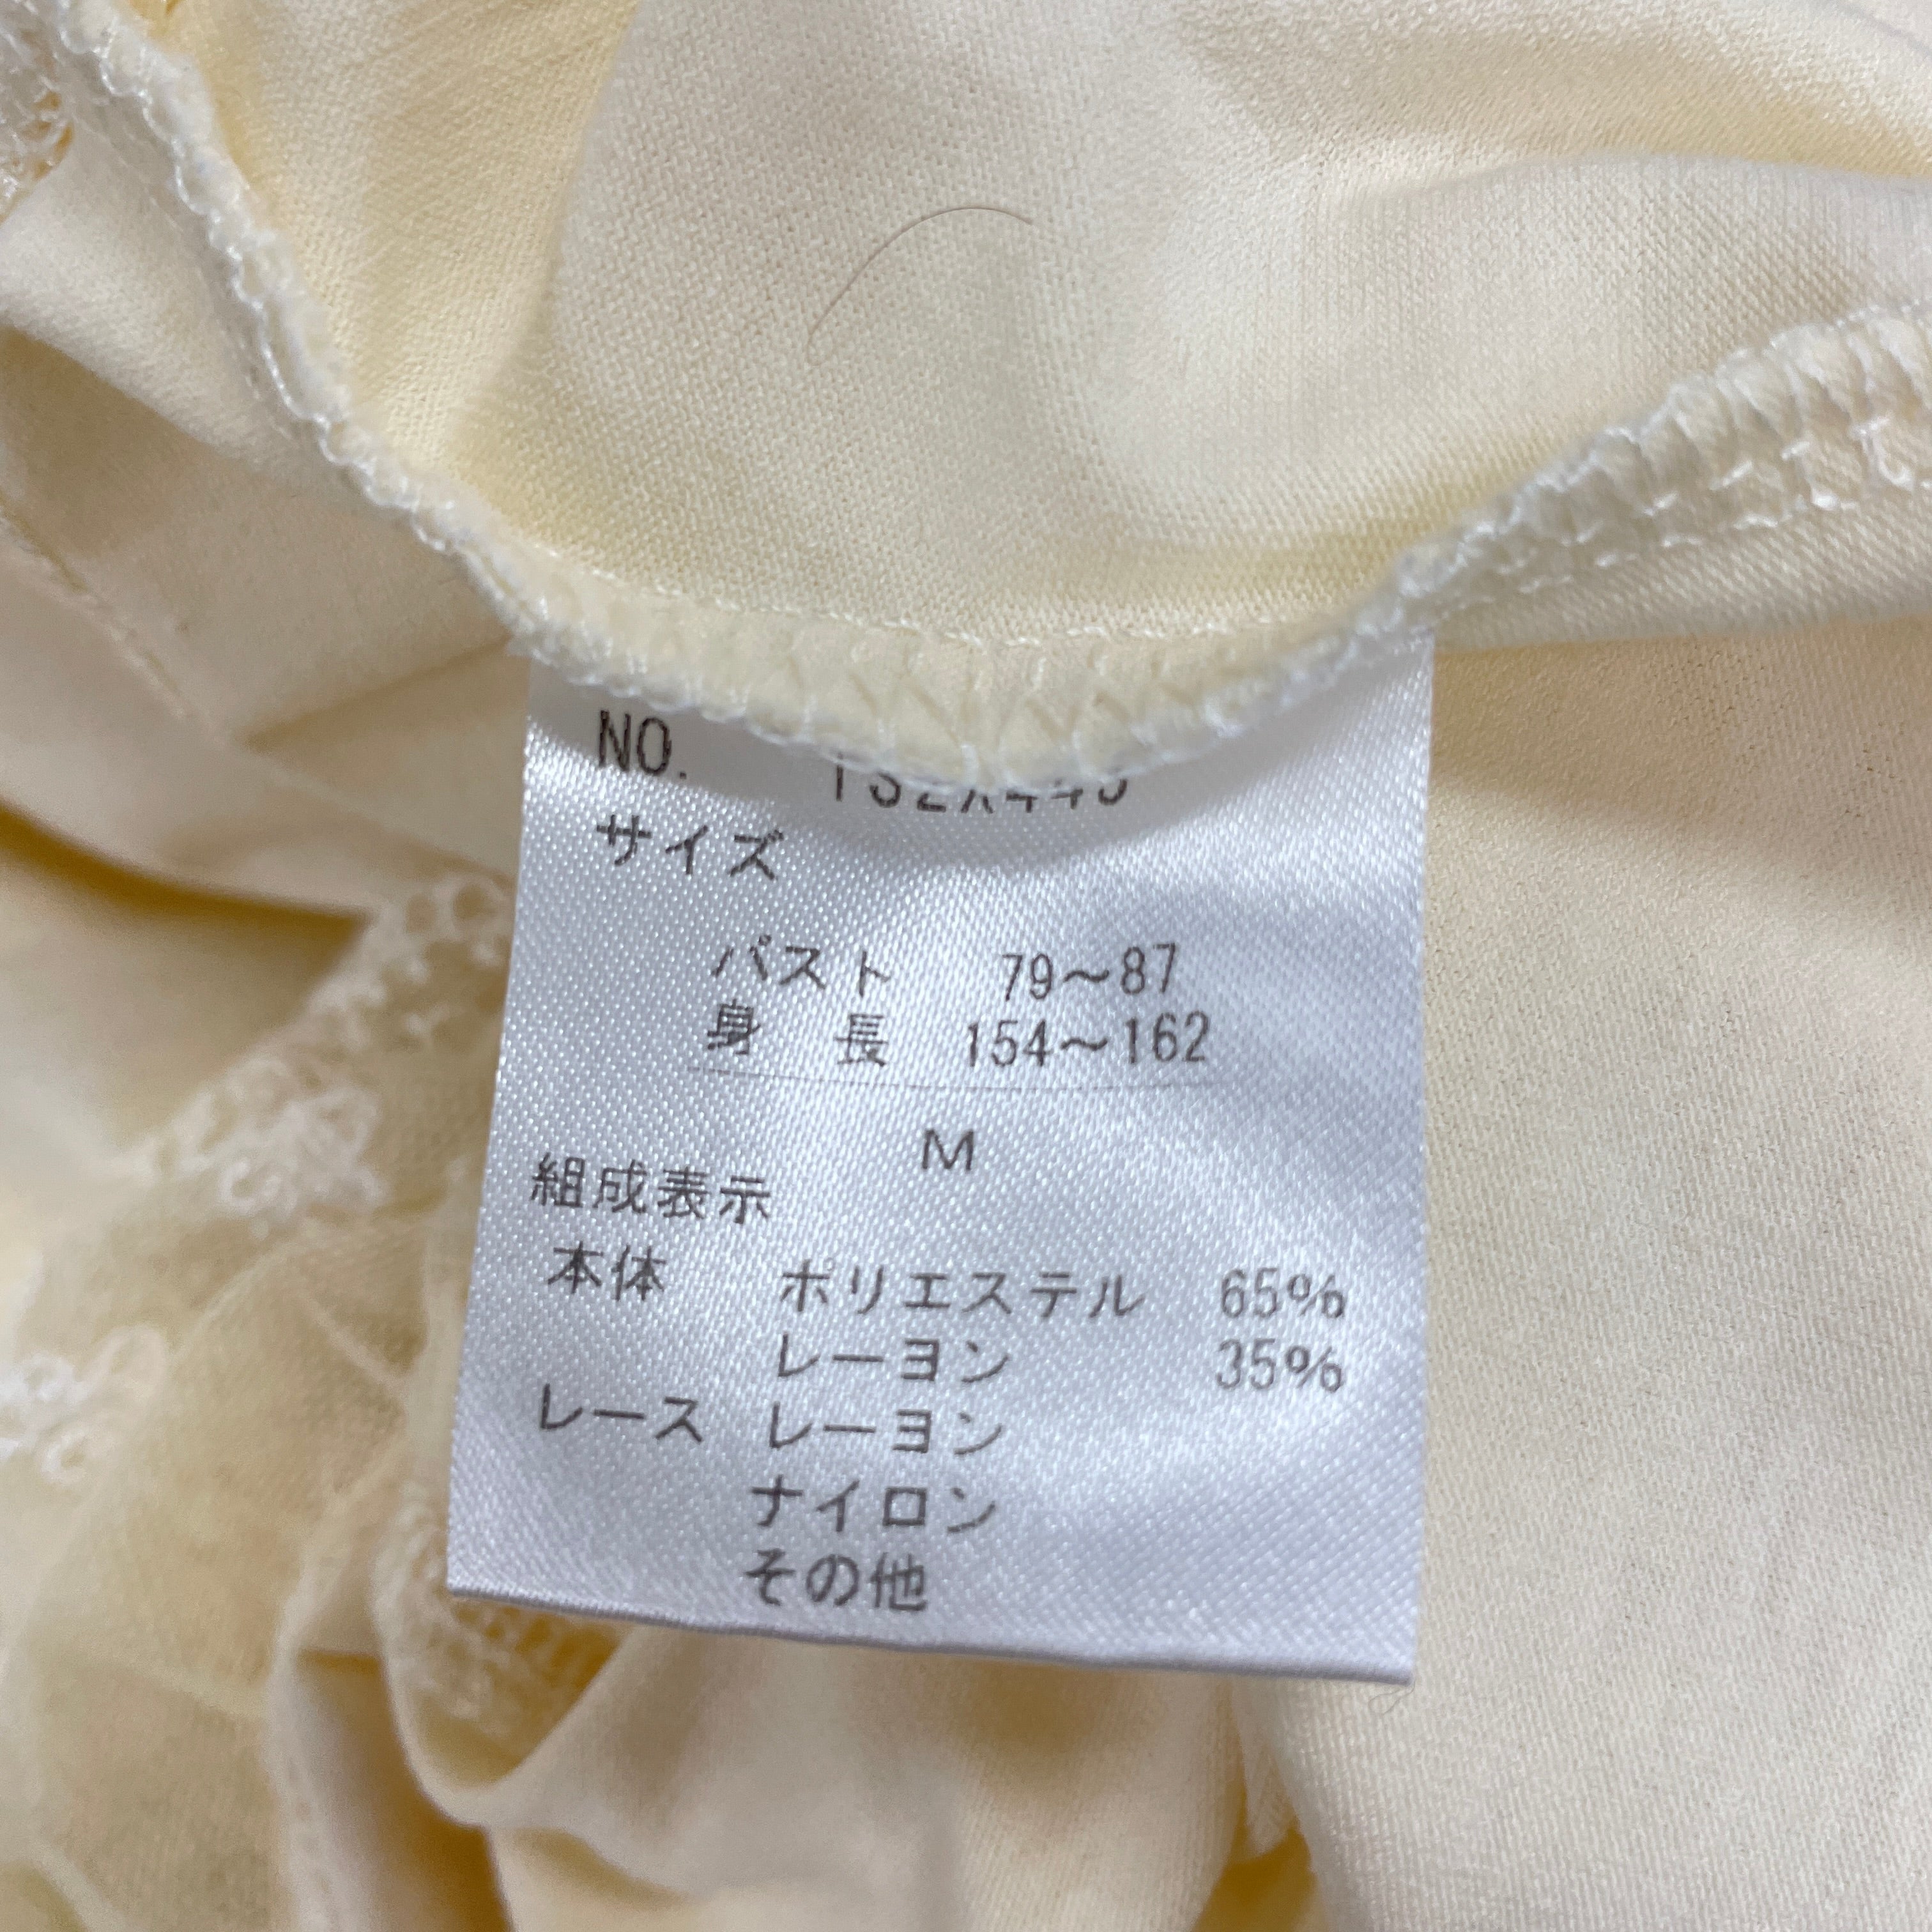 NO.
サイズ
バスト 79～87
身 長 154～162
M
組成表示
本体 ポリエステル 65%
レーヨン 35%
レース レーヨン
ナイロン
その他